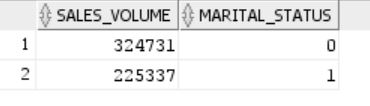 SALES_VOLUME MARITAL_STATUS
1 324731 0
2 225337 1